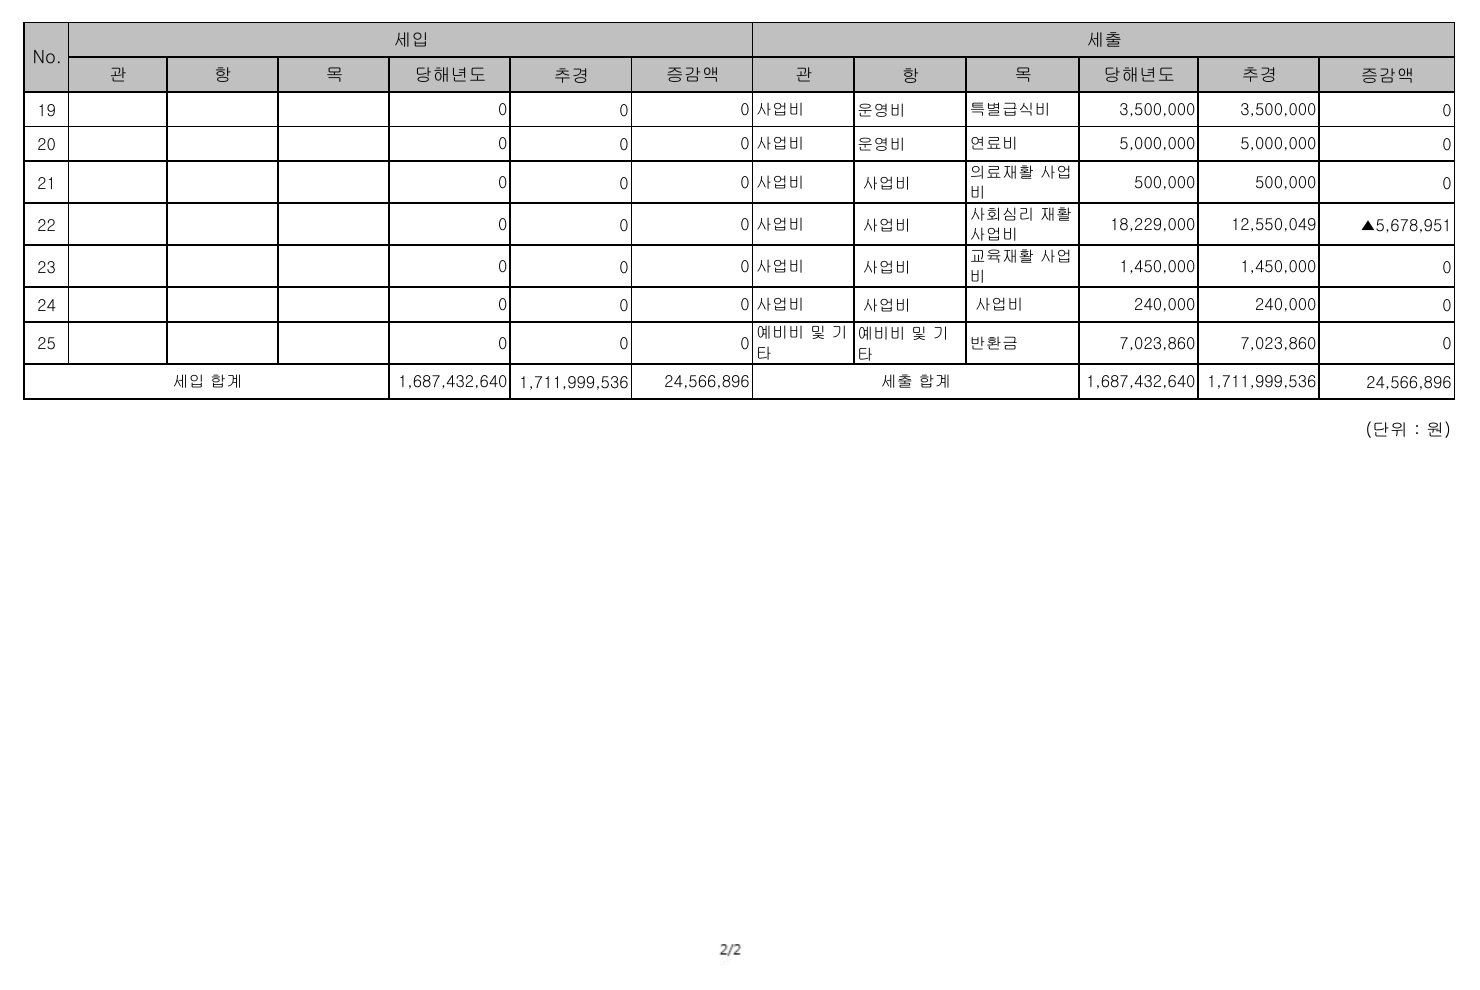 No. 세입 세출
관 항 목 당해년도 추경 증감액 관 항 목 당해년도 추경 증감액
19 0 0 0 사업비 운영비 특별급식비 3,500,000 3,500,000 0
20 0 0 0 사업비 운영비 연료비 5,000,000 5,000,000 0
21 0 0 0 사업비 사업비 의료재활 사업
비 500,000 500,000 0
22 0 0 0 사업비 사업비 사회심리 재활
사업비 18,229,000 12,550,049 ▲5,678,951
23 0 0 0 사업비 사업비 교육재활 사업
비 1,450,000 1,450,000 0
24 0 0 0 사업비 사업비 사업비 240,000 240,000 0
25 0 0 0 예비비 및 기
타 예비비 및 기
타 반환금 7,023,860 7,023,860 0
세입 합계 1,687,432,640 1,711,999,536 24,566,896 세출 합계 1,687,432,640 1,711,999,536 24,566,896
(단위 : 원)
2/2